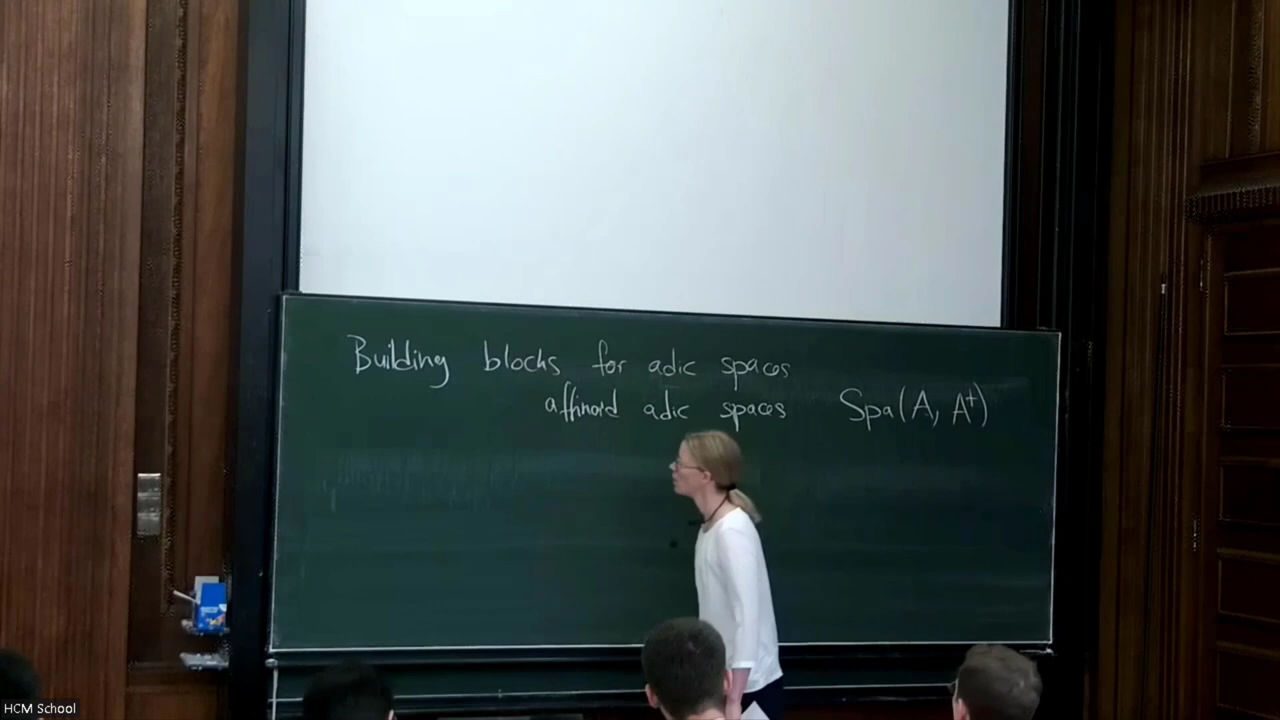 Building blocks for adic spaces
affinoid adic spaces Spa(A, A⁺)
HCM School